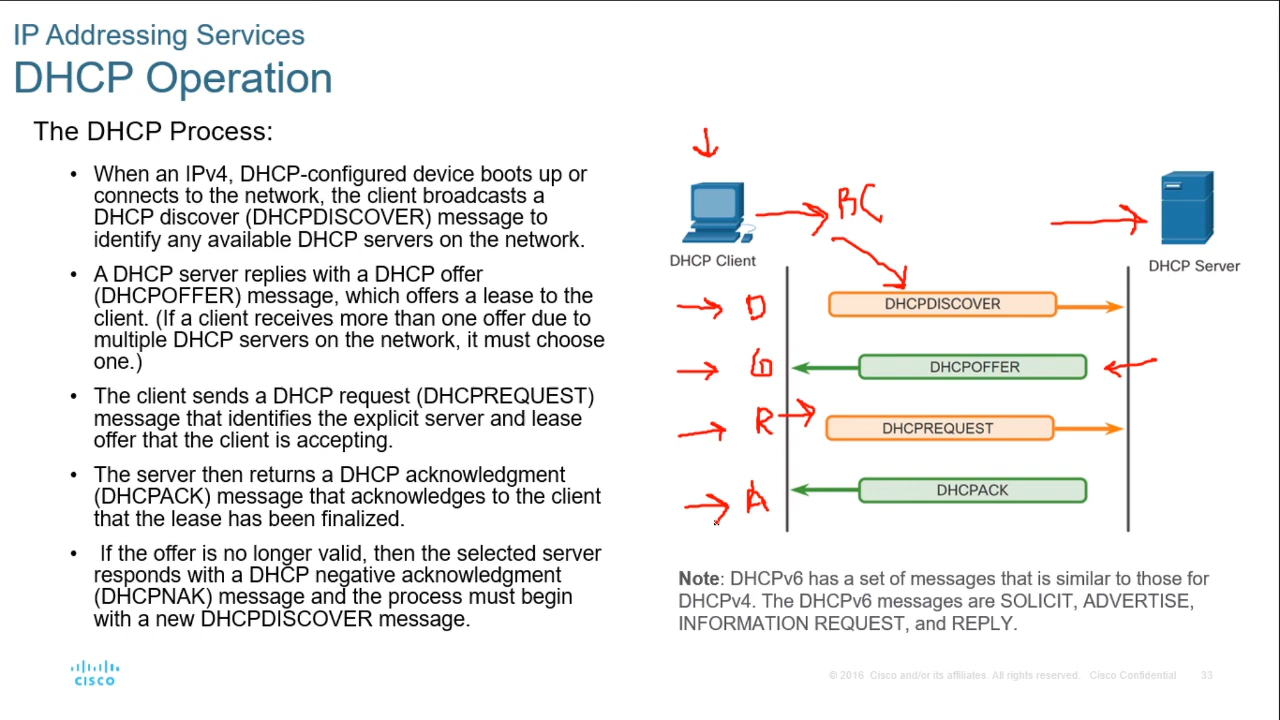 IP Addressing Services
DHCP Operation
The DHCP Process:
• When an IPv4, DHCP-configured device boots up or
connects to the network, the client broadcasts a
DHCP discover (DHCPDISCOVER) message to
identify any available DHCP servers on the network.
• A DHCP server replies with a DHCP offer
(DHCPOFFER) message, which offers a lease to the
client. (If a client receives more than one offer due to
multiple DHCP servers on the network, it must choose
one.)
• The client sends a DHCP request (DHCPREQUEST)
message that identifies the explicit server and lease
offer that the client is accepting.
• The server then returns a DHCP acknowledgment
(DHCPACK) message that acknowledges to the client
that the lease has been finalized.
• If the offer is no longer valid, then the selected server
responds with a DHCP negative acknowledgment
(DHCPNAK) message and the process must begin
with a new DHCPDISCOVER message.
BC
DHCP Client
DHCP Server
D
DHCPDISCOVER
O
DHCPOFFER
R
DHCPREQUEST
A
DHCPACK
Note: DHCPv6 has a set of messages that is similar to those for
DHCPv4. The DHCPv6 messages are SOLICIT, ADVERTISE,
INFORMATION REQUEST, and REPLY.
CISCO
© 2016 Cisco and/or its affiliates. All rights reserved. Cisco Confidential 33